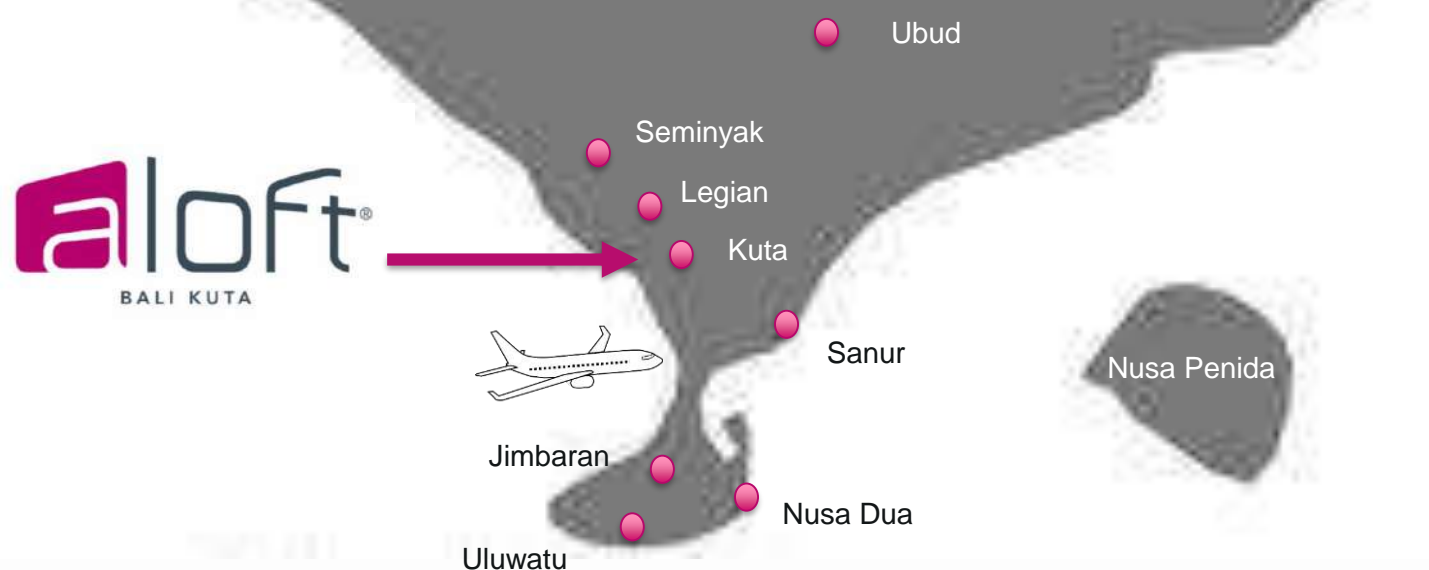 Ubud
Seminyak
Legian
aloft®
BALI KUTA
Kuta
Sanur
Nusa Penida
Jimbaran
Nusa Dua
Uluwatu